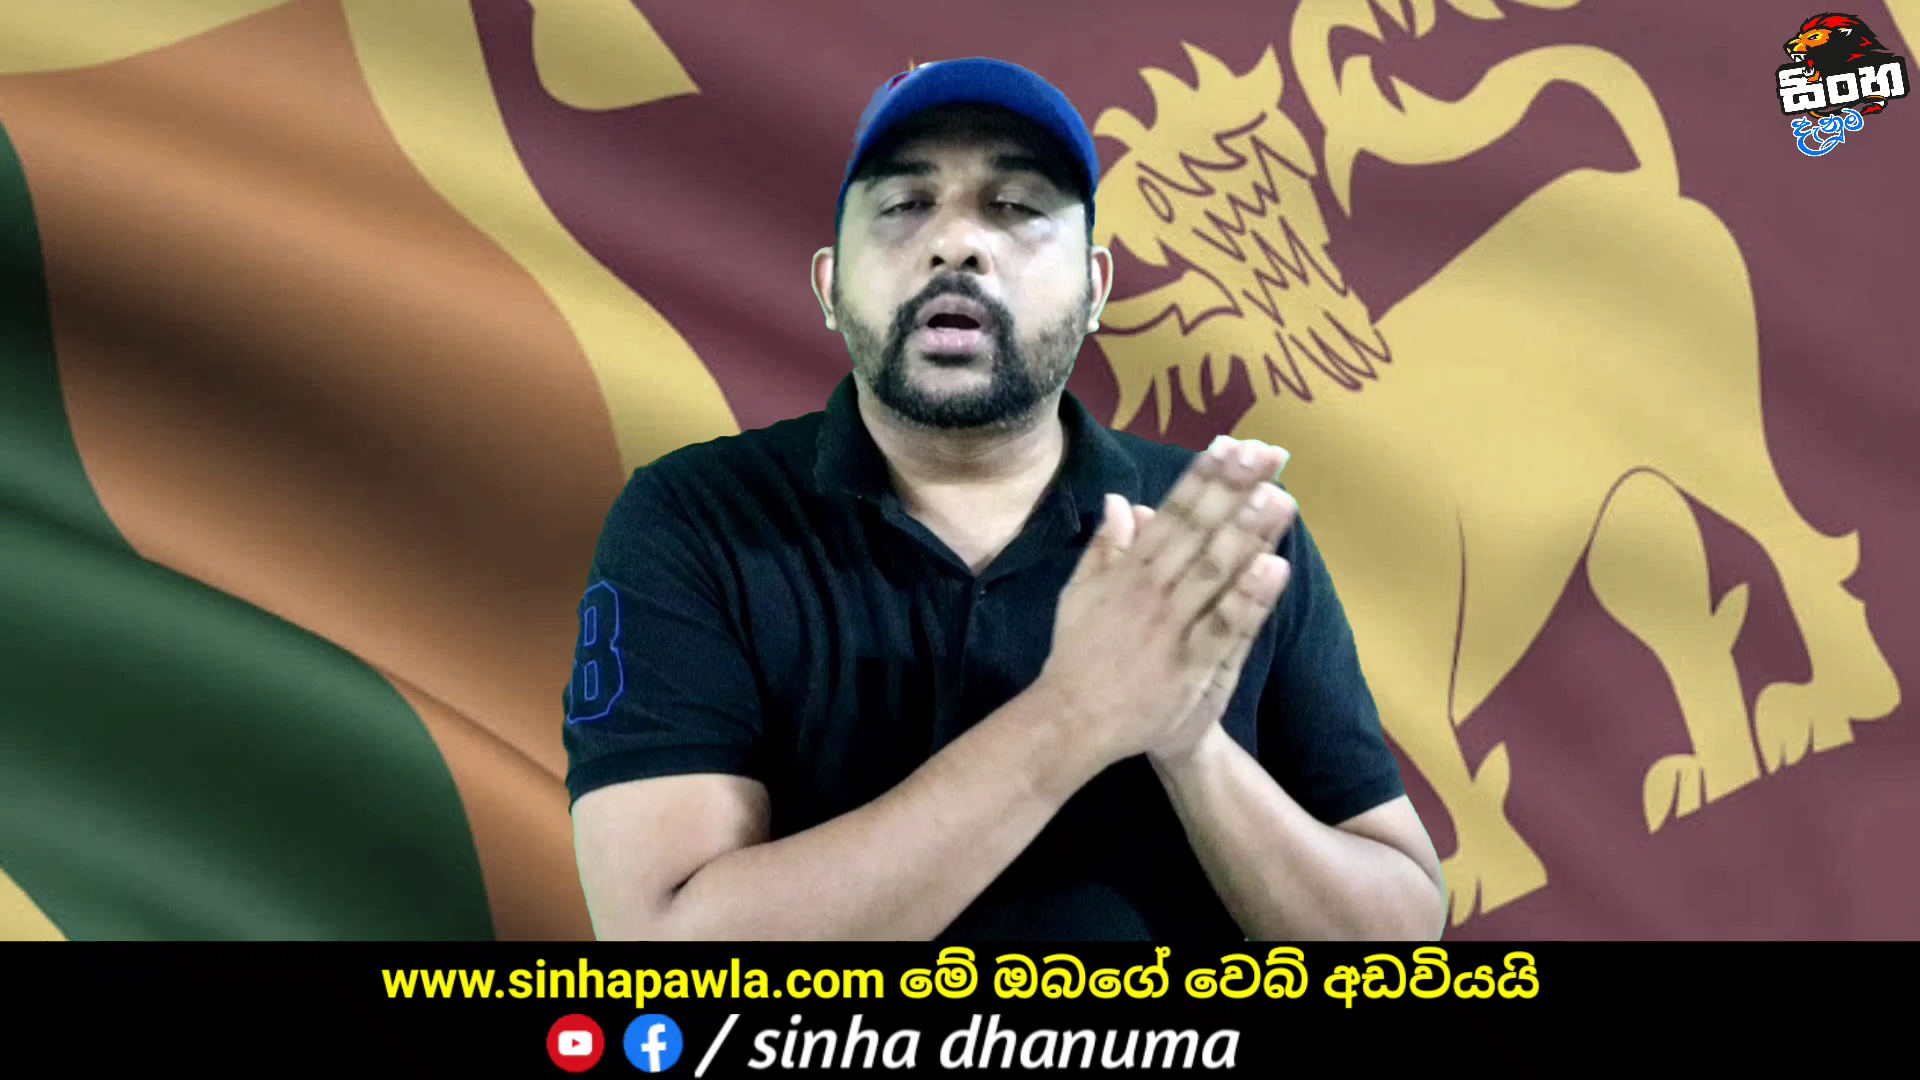 සිංහ
දැනුම
B
www.sinhapawla.com මේ ඔබගේ වෙබ් අඩවියයි
/ sinha dhanuma